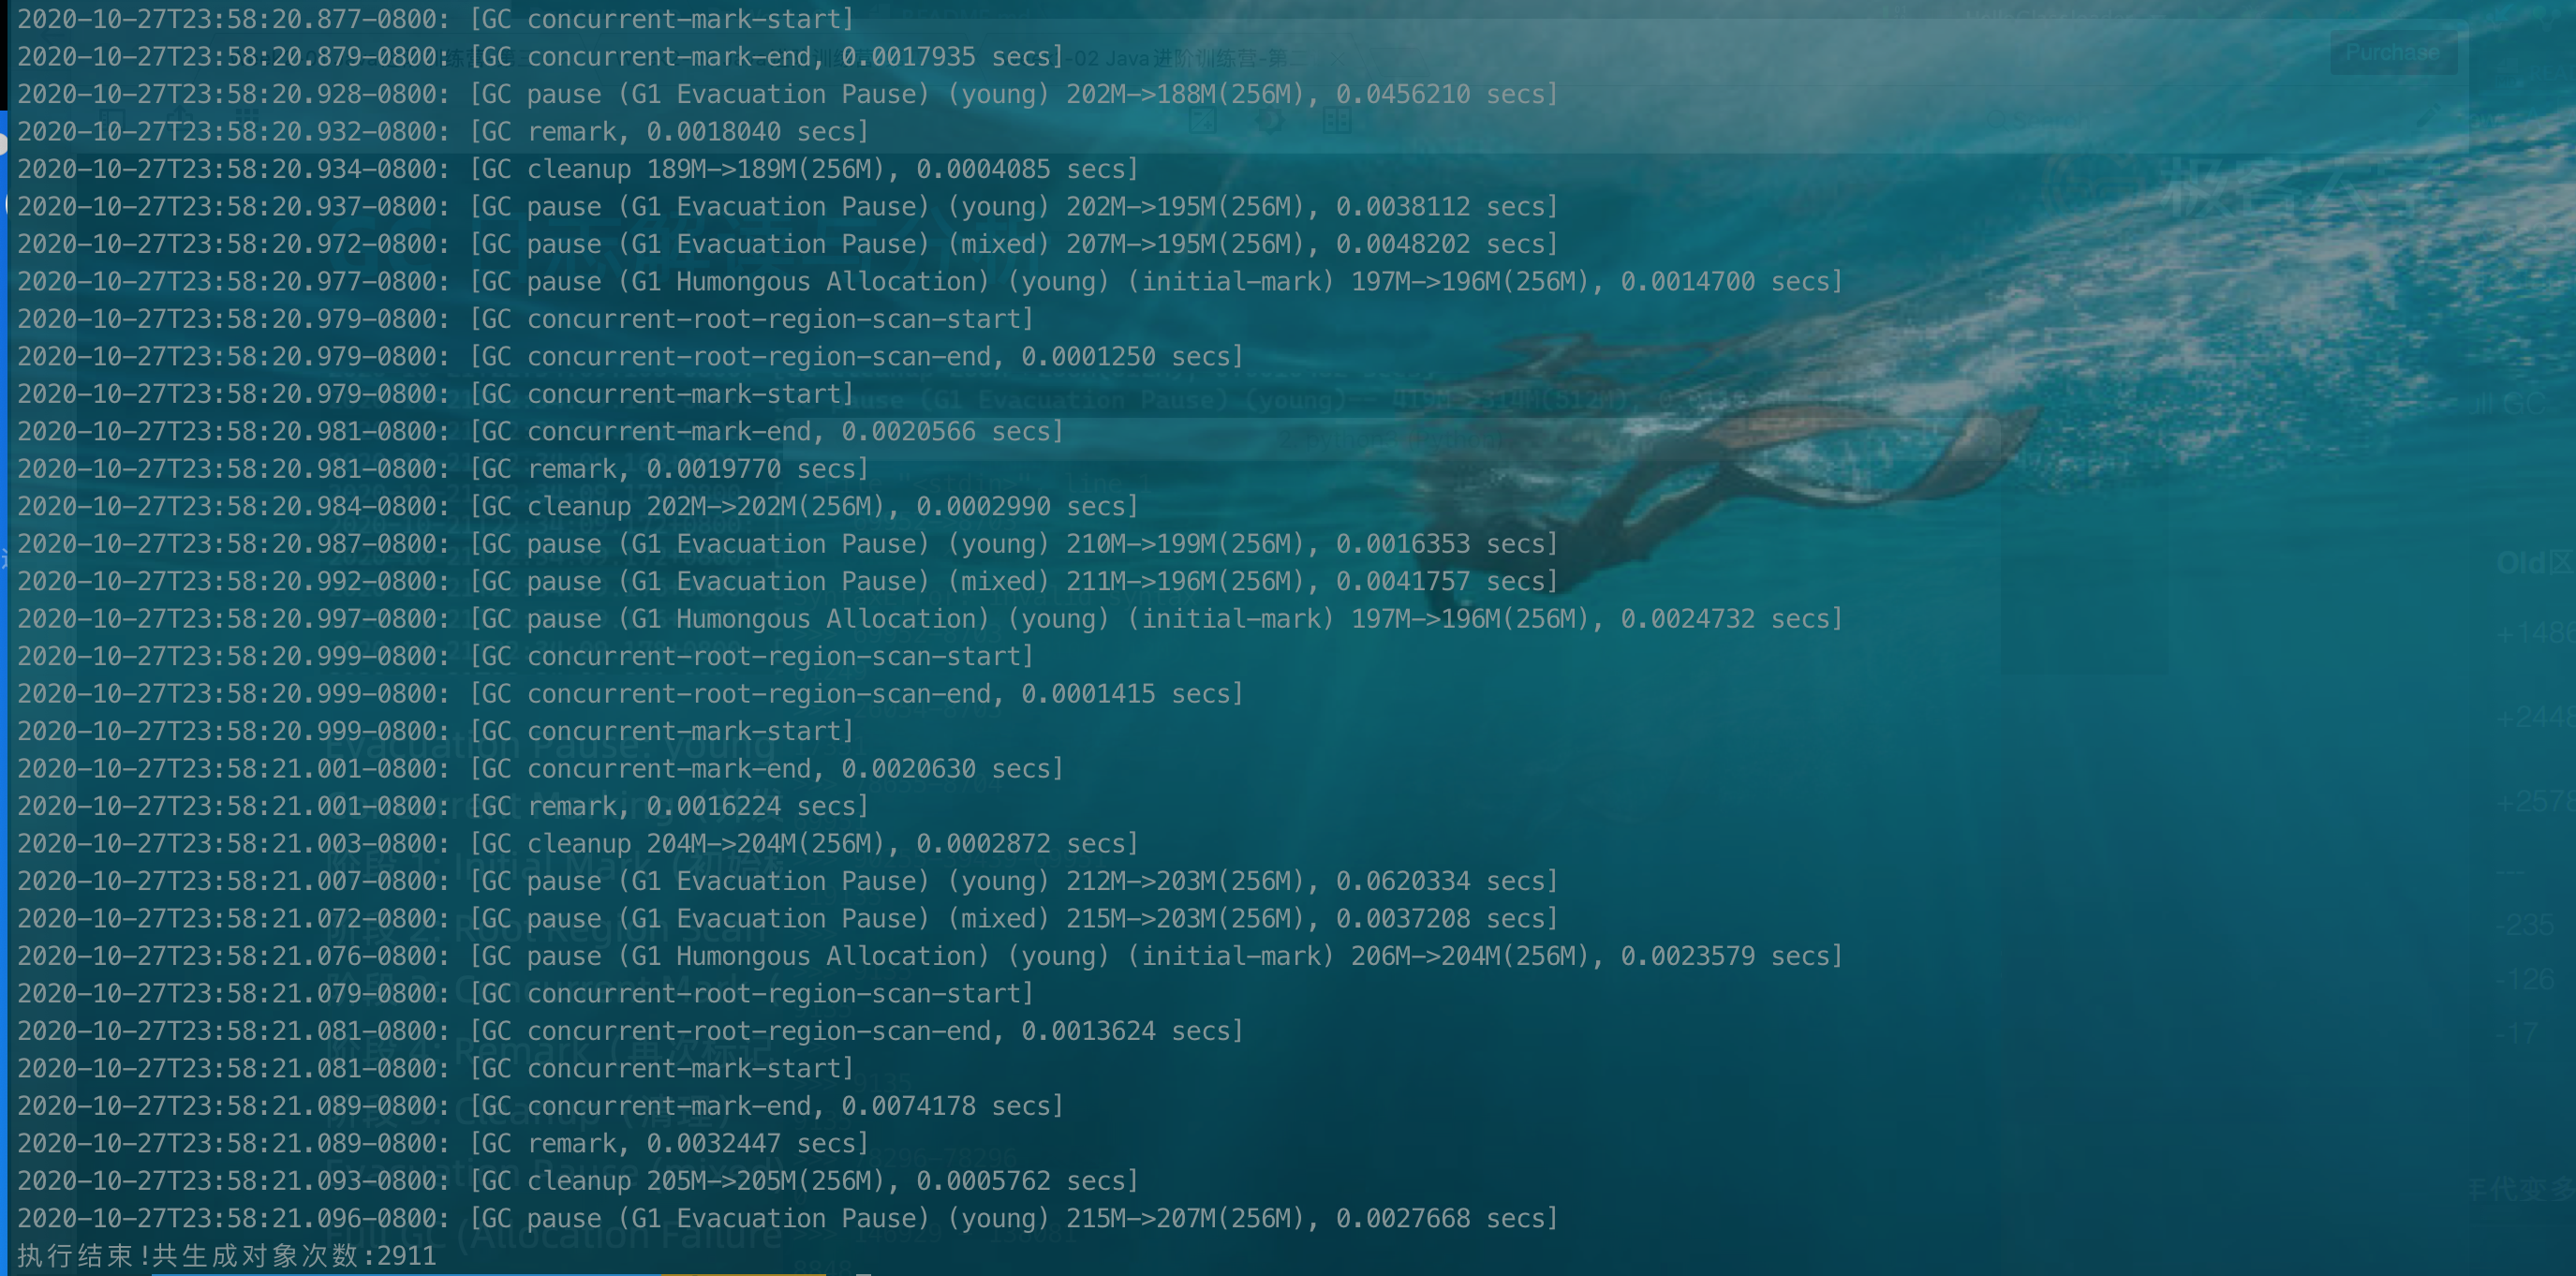 2020-10-27T23:58:20.877-0800: [GC concurrent-mark-start]
2020-10-27T23:58:20.879-0800: [GC concurrent-mark-end, 0.0017935 secs]
2020-10-27T23:58:20.928-0800: [GC pause (G1 Evacuation Pause) (young) 202M->188M(256M), 0.0456210 secs]
2020-10-27T23:58:20.932-0800: [GC remark, 0.0018040 secs]
2020-10-27T23:58:20.934-0800: [GC cleanup 189M->189M(256M), 0.0004085 secs]
2020-10-27T23:58:20.937-0800: [GC pause (G1 Evacuation Pause) (young) 202M->195M(256M), 0.0038112 secs]
2020-10-27T23:58:20.972-0800: [GC pause (G1 Evacuation Pause) (mixed) 207M->195M(256M), 0.0048202 secs]
2020-10-27T23:58:20.977-0800: [GC pause (G1 Humongous Allocation) (young) (initial-mark) 197M->196M(256M), 0.0014700 secs]
2020-10-27T23:58:20.979-0800: [GC concurrent-root-region-scan-start]
2020-10-27T23:58:20.979-0800: [GC concurrent-root-region-scan-end, 0.0001250 secs]
2020-10-27T23:58:20.979-0800: [GC concurrent-mark-start]
2020-10-27T23:58:20.981-0800: [GC concurrent-mark-end, 0.0020566 secs]
2020-10-27T23:58:20.981-0800: [GC remark, 0.0019770 secs]
2020-10-27T23:58:20.984-0800: [GC cleanup 202M->202M(256M), 0.0002990 secs]
2020-10-27T23:58:20.987-0800: [GC pause (G1 Evacuation Pause) (young) 210M->199M(256M), 0.0016353 secs]
2020-10-27T23:58:20.992-0800: [GC pause (G1 Evacuation Pause) (mixed) 211M->196M(256M), 0.0041757 secs]
2020-10-27T23:58:20.997-0800: [GC pause (G1 Humongous Allocation) (young) (initial-mark) 197M->196M(256M), 0.0024732 secs]
2020-10-27T23:58:20.999-0800: [GC concurrent-root-region-scan-start]
2020-10-27T23:58:20.999-0800: [GC concurrent-root-region-scan-end, 0.0001415 secs]
2020-10-27T23:58:20.999-0800: [GC concurrent-mark-start]
2020-10-27T23:58:21.001-0800: [GC concurrent-mark-end, 0.0020630 secs]
2020-10-27T23:58:21.001-0800: [GC remark, 0.0016224 secs]
2020-10-27T23:58:21.003-0800: [GC cleanup 204M->204M(256M), 0.0002872 secs]
2020-10-27T23:58:21.007-0800: [GC pause (G1 Evacuation Pause) (young) 212M->203M(256M), 0.0620334 secs]
2020-10-27T23:58:21.072-0800: [GC pause (G1 Evacuation Pause) (mixed) 215M->203M(256M), 0.0037208 secs]
2020-10-27T23:58:21.076-0800: [GC pause (G1 Humongous Allocation) (young) (initial-mark) 206M->204M(256M), 0.0023579 secs]
2020-10-27T23:58:21.079-0800: [GC concurrent-root-region-scan-start]
2020-10-27T23:58:21.081-0800: [GC concurrent-root-region-scan-end, 0.0013624 secs]
2020-10-27T23:58:21.081-0800: [GC concurrent-mark-start]
2020-10-27T23:58:21.089-0800: [GC concurrent-mark-end, 0.0074178 secs]
2020-10-27T23:58:21.089-0800: [GC remark, 0.0032447 secs]
2020-10-27T23:58:21.093-0800: [GC cleanup 205M->205M(256M), 0.0005762 secs]
2020-10-27T23:58:21.096-0800: [GC pause (G1 Evacuation Pause) (young) 215M->207M(256M), 0.0027668 secs]
执行结束!共生成对象次数:2911
Purchase
极客大学